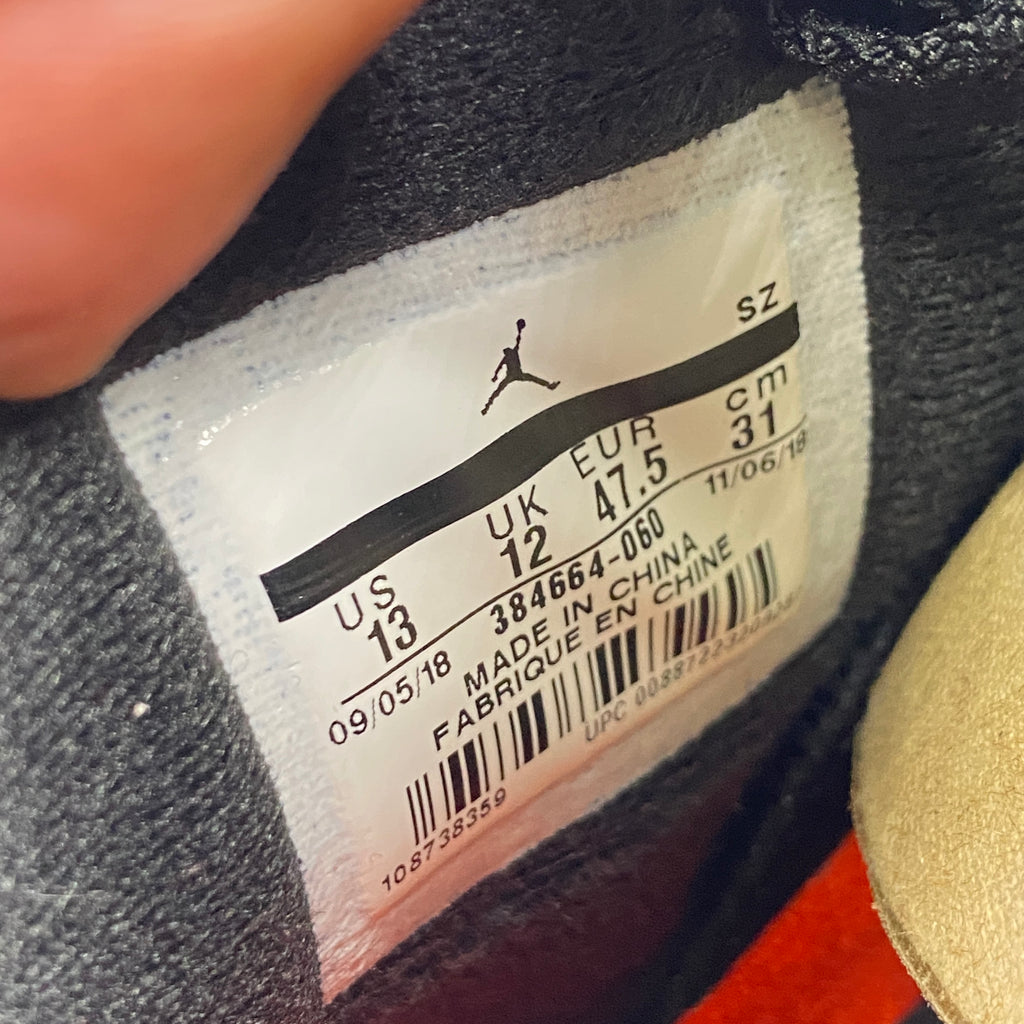 SZ
US UK EUR cm
13 12 47.5 31
09/05/18 384664-060 11/06/18
MADE IN CHINA
FABRIQUE EN CHINE
UPC
108738359